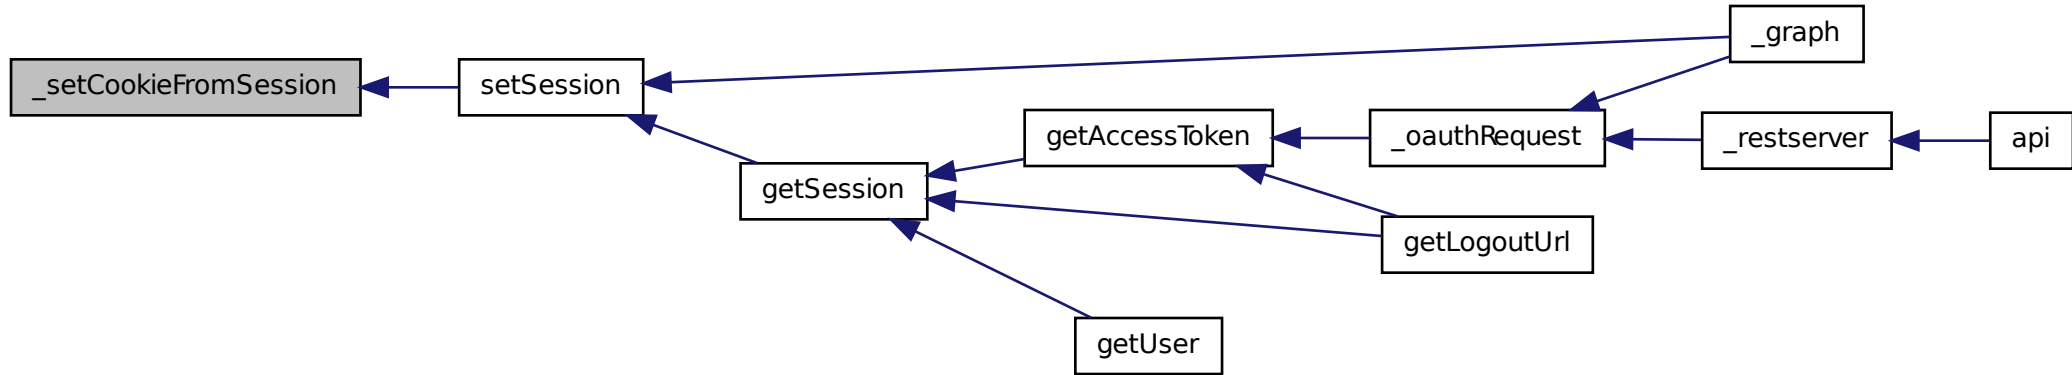 _graph
_setCookieFromSession
setSession
getAccessToken
_oauthRequest
_restserver
api
getSession
getLogoutUrl
getUser